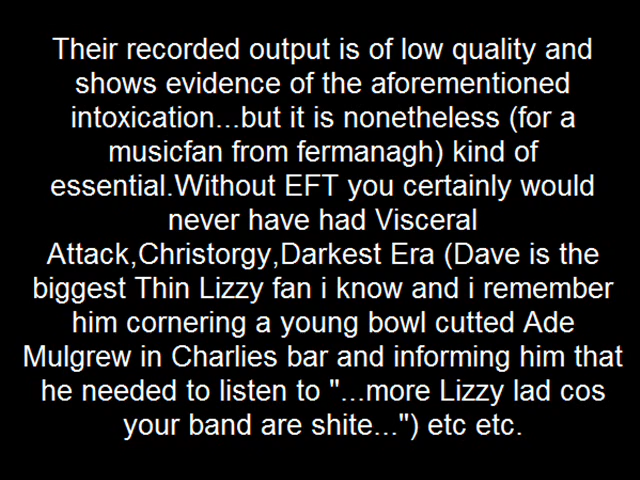 Their recorded output is of low quality and
shows evidence of the aforementioned
intoxication...but it is nonetheless (for a
musicfan from fermanagh) kind of
essential.Without EFT you certainly would
never have had Visceral
Attack,Christorgy,Darkest Era (Dave is the
biggest Thin Lizzy fan i know and i remember
him cornering a young bowl cutted Ade
Mulgrew in Charlies bar and informing him that
he needed to listen to "...more Lizzy lad cos
your band are shite...") etc etc.